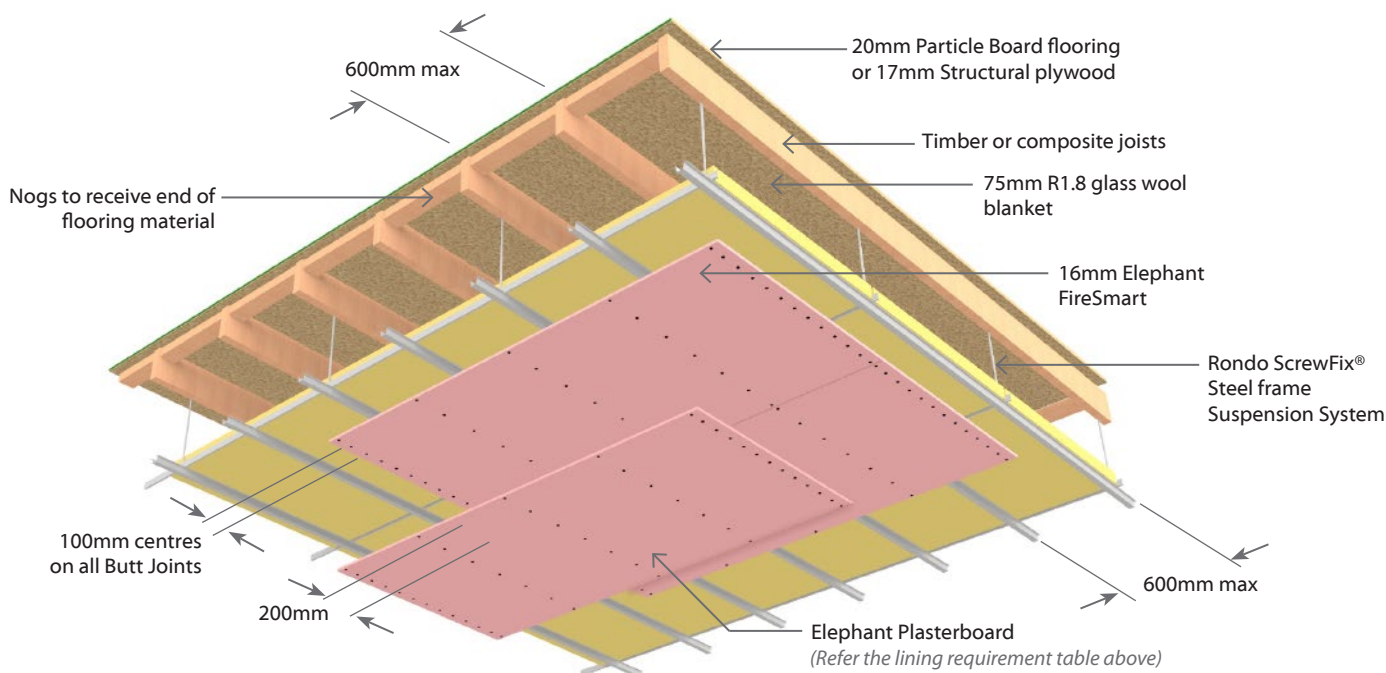 20mm Particle Board flooring
or 17mm Structural plywood
600mm max
Timber or composite joists
75mm R1.8 glass wool
blanket
Nogs to receive end of
flooring material
16mm Elephant
FireSmart
Rondo ScrewFix®
Steel frame
Suspension System
100mm centres
on all Butt Joints
600mm max
200mm
Elephant Plasterboard
(Refer the lining requirement table above)